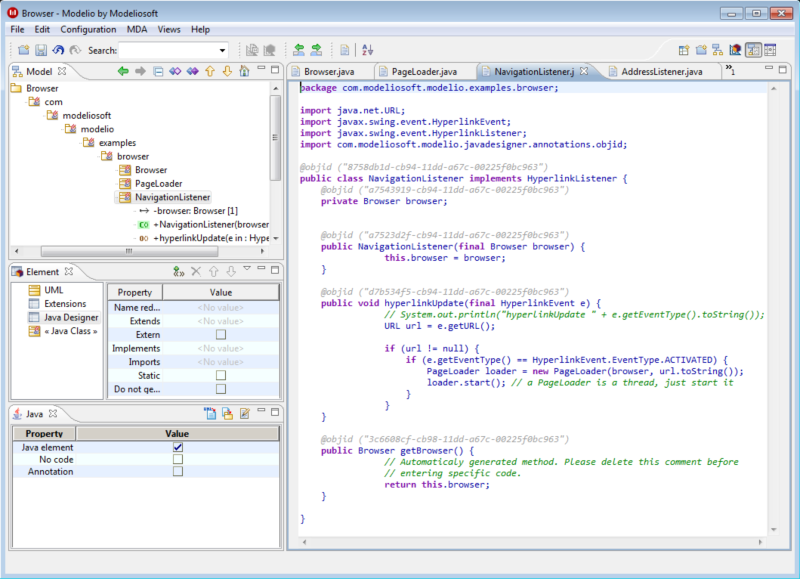 Browser - Modelio by Modeliosoft
File Edit Configuration MDA Views Help
Search:
Model
Browser
com
modeliosoft
modelio
examples
browser
Browser
PageLoader
NavigationListener
-browser: Browser [1]
+NavigationListener(browser
+hyperlinkUpdate(e in : Hype
Element
UML
Extensions
Java Designer
« Java Class »
Property Value
Name red... <No value>
Extends <No value>
Extern
Implements <No value>
Imports <No value>
Static
Do not ge...
Java
Property Value
Java element
No code
Annotation
Browser.java PageLoader.java NavigationListener.j AddressListener.java »1
package com.modeliosoft.modelio.examples.browser;
import java.net.URL;
import javax.swing.event.HyperlinkEvent;
import javax.swing.event.HyperlinkListener;
import com.modeliosoft.modelio.javadesigner.annotations.objid;
@objid ("8758db1d-cb94-11dd-a67c-00225f0bc963")
public class NavigationListener implements HyperlinkListener {
@objid ("a7543919-cb94-11dd-a67c-00225f0bc963")
private Browser browser;
@objid ("a7523d2f-cb94-11dd-a67c-00225f0bc963")
public NavigationListener(final Browser browser) {
this.browser = browser;
}
@objid ("d7b534f5-cb94-11dd-a67c-00225f0bc963")
public void hyperlinkUpdate(final HyperlinkEvent e) {
// System.out.println("hyperlinkUpdate " + e.getEventType().toString());
URL url = e.getURL();
if (url != null) {
if (e.getEventType() == HyperlinkEvent.EventType.ACTIVATED) {
PageLoader loader = new PageLoader(browser, url.toString());
loader.start(); // a PageLoader is a thread, just start it
}
}
}
@objid ("3c6608cf-cb98-11dd-a67c-00225f0bc963")
public Browser getBrowser() {
// Automaticaly generated method. Please delete this comment before
// entering specific code.
return this.browser;
}
}